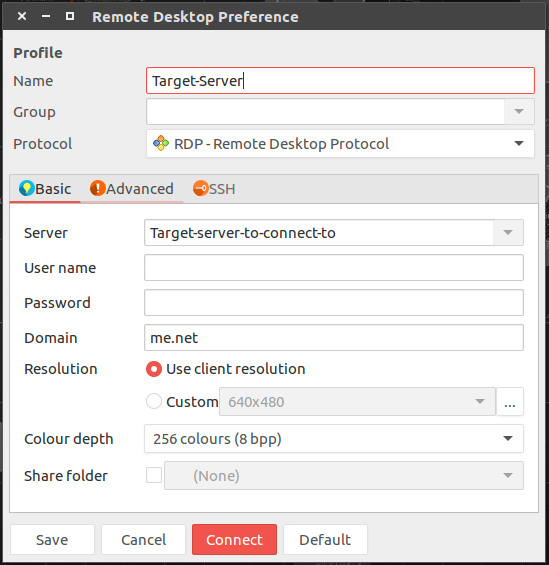 Remote Desktop Preference
Profile
Name Target-Server
Group
Protocol RDP - Remote Desktop Protocol
Basic Advanced SSH
Server Target-server-to-connect-to
User name
Password
Domain me.net
Resolution Use client resolution
Custom 640x480 ...
Colour depth 256 colours (8 bpp)
Share folder (None)
Save Cancel Connect Default